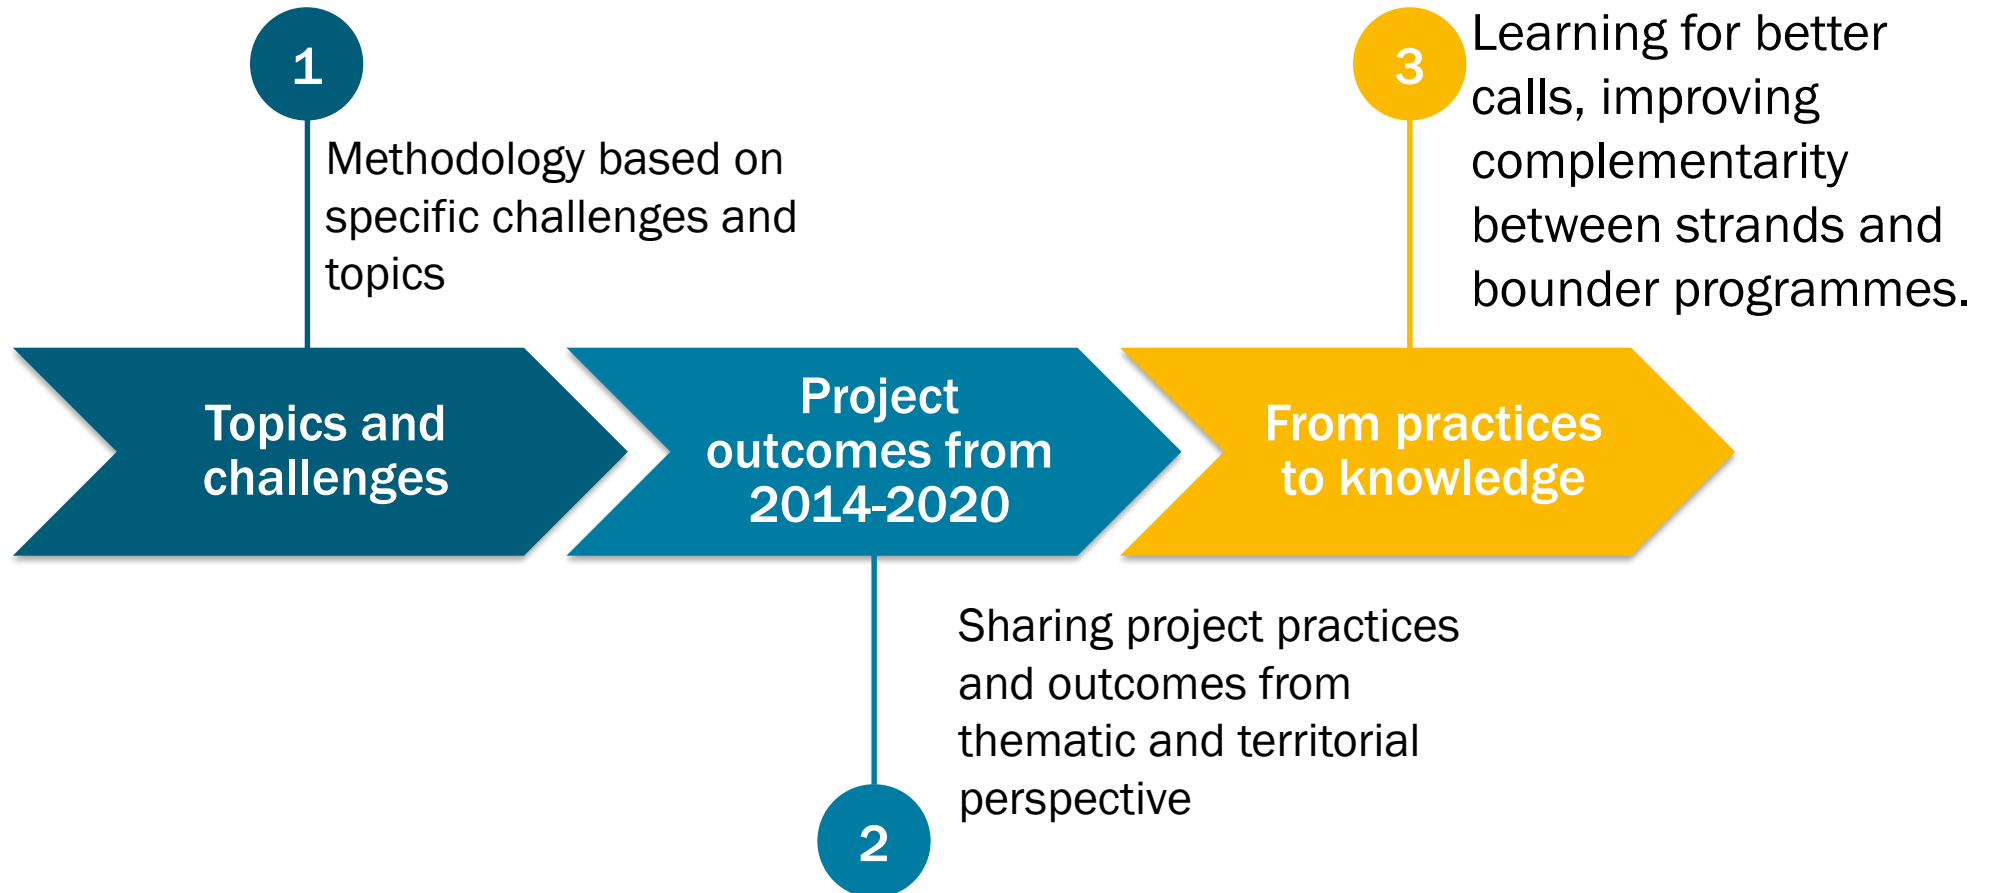 1
Methodology based on
specific challenges and
topics
3
Learning for better
calls, improving
complementarity
between strands and
bounder programmes.
Topics and
challenges
Project
outcomes from
2014-2020
From practices
to knowledge
2
Sharing project practices
and outcomes from
thematic and territorial
perspective